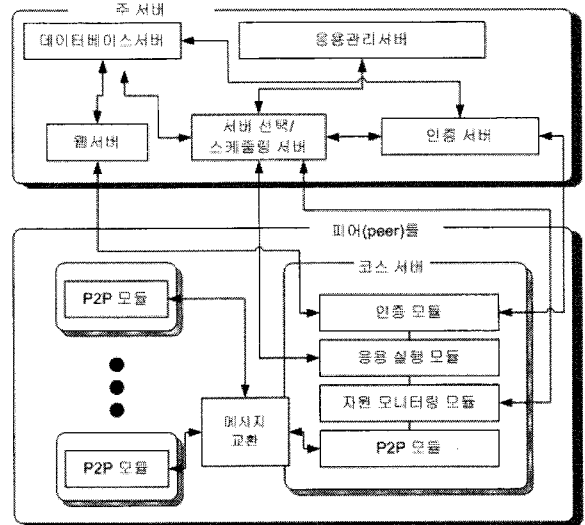 주 서버
데이터베이스서버
응용관리서버
웹서버
서버 선택/
스케줄링 서버
인증 서버
피어(peer)들
코스 서버
P2P 모듈
인증 모듈
응용 실행 모듈
자원 모니터링 모듈
메시지
교환
P2P 모듈
P2P 모듈